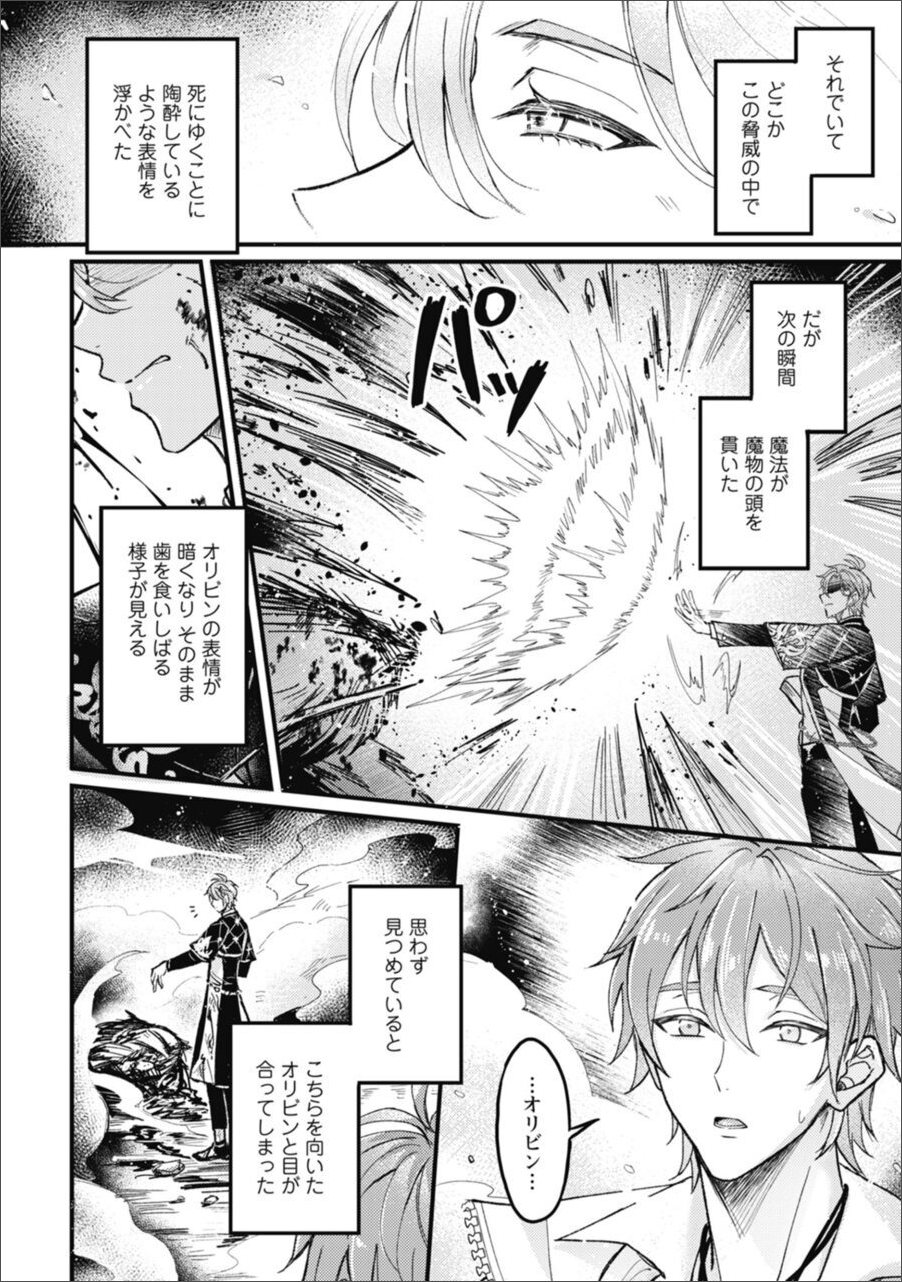 それでいて
どこか
この脅威の中で
死にゆくことに
陶酔している
ような表情を
浮かべた
だが
次の瞬間
魔法が
魔物の頭を
貫いた
パッ
オリビンの表情が
暗くなり そのまま
歯を食いしばる
様子が見える
…オリビン…
思わず
見つめていると
こちらを向いた
オリビンと目が
合ってしまった